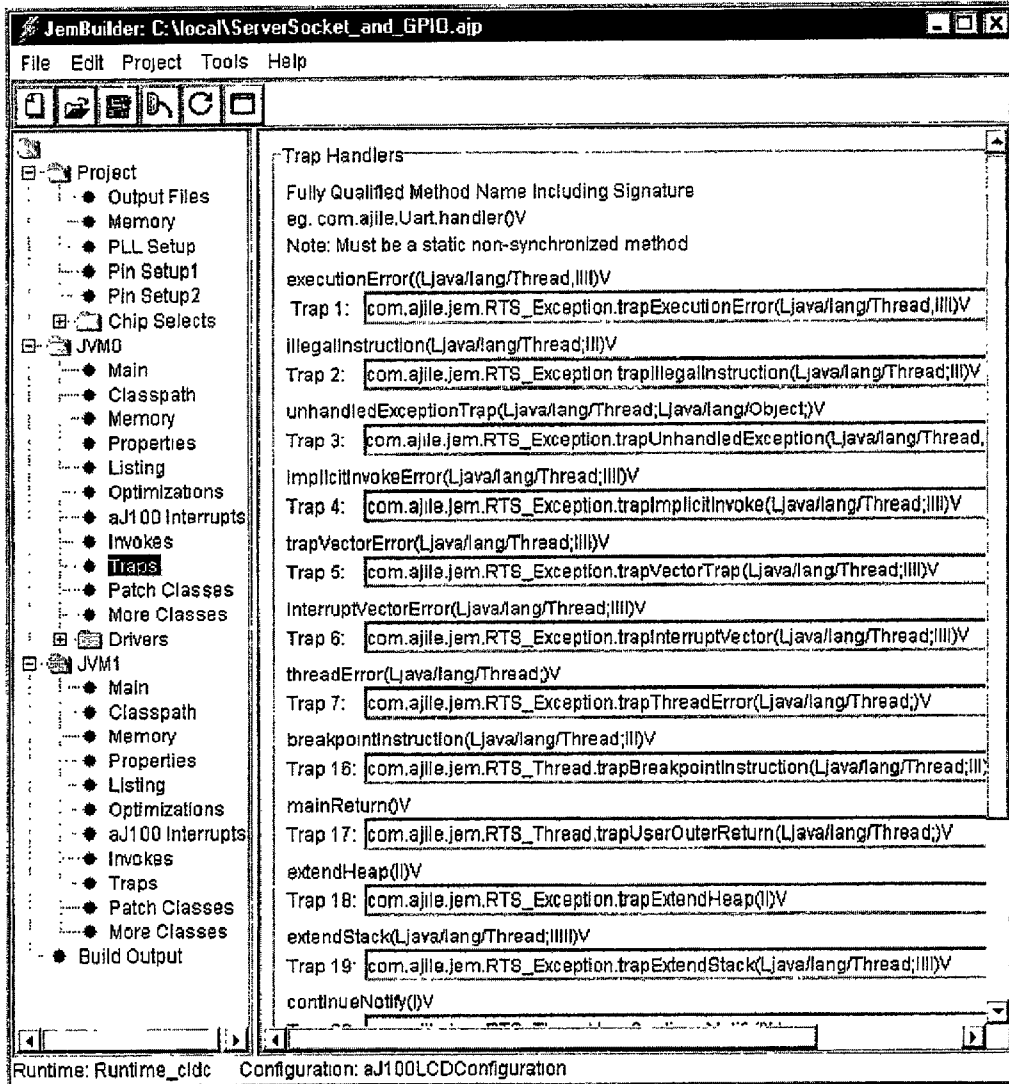 JemBuilder: C:\local\ServerSocket_and_GPIO.ajp
File Edit Project Tools Help
Project
Output Files
Memory
PLL Setup
Pin Setup1
Pin Setup2
Chip Selects
JVM0
Main
Classpath
Memory
Properties
Listing
Optimizations
aJ100 Interrupts
Invokes
Traps
Patch Classes
More Classes
Drivers
JVM1
Main
Classpath
Memory
Properties
Listing
Optimizations
aJ100 Interrupts
Invokes
Traps
Patch Classes
More Classes
Build Output
Trap Handlers
Fully Qualified Method Name Including Signature
eg. com.ajile.Uart.handler()V
Note: Must be a static non-synchronized method
executionError((Ljava/lang/Thread,IIII)V
Trap 1: com.ajile.jem.RTS_Exception.trapExecutionError(Ljava/lang/Thread,IIII)V
illegalInstruction(Ljava/lang/Thread;III)V
Trap 2: com.ajile.jem.RTS_Exception trapIllegalInstruction(Ljava/lang/Thread;III)V
unhandledExceptionTrap(Ljava/lang/Thread;Ljava/lang/Object;)V
Trap 3: com.ajile.jem.RTS_Exception.trapUnhandledException(Ljava/lang/Thread,
implicitInvokeError(Ljava/lang/Thread;IIII)V
Trap 4: com.ajile.jem.RTS_Exception.trapImplicitInvoke(Ljava/lang/Thread;IIII)V
trapVectorError(Ljava/lang/Thread;IIII)V
Trap 5: com.ajile.jem.RTS_Exception.trapVectorTrap(Ljava/lang/Thread;IIII)V
interruptVectorError(Ljava/lang/Thread;IIII)V
Trap 6: com.ajile.jem.RTS_Exception.trapInterruptVector(Ljava/lang/Thread;IIII)V
threadError(Ljava/lang/Thread;)V
Trap 7: com.ajile.jem.RTS_Exception.trapThreadError(Ljava/lang/Thread;)V
breakpointInstruction(Ljava/lang/Thread;III)V
Trap 16: com.ajile.jem.RTS_Thread.trapBreakpointInstruction(Ljava/lang/Thread;III)
mainReturn()V
Trap 17: com.ajile.jem.RTS_Thread.trapUserOuterReturn(Ljava/lang/Thread;)V
extendHeap(II)V
Trap 18: com.ajile.jem.RTS_Exception.trapExtendHeap(II)V
extendStack(Ljava/lang/Thread;IIIII)V
Trap 19: com.ajile.jem.RTS_Exception.trapExtendStack(Ljava/lang/Thread;IIII)V
continueNotify(I)V
Runtime: Runtime_cldc Configuration: aJ100LCDConfiguration